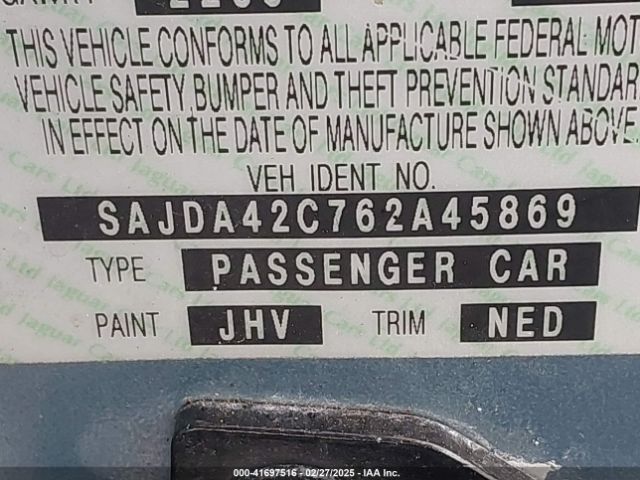 THIS VEHICLE CONFORMS TO ALL APPLICABLE FEDERAL MOT
VEHICLE SAFETY, BUMPER AND THEFT PREVENTION STANDAR
IN EFFECT ON THE DATE OF MANUFACTURE SHOWN ABOVE.
VEH IDENT NO.
SAJDA42C762A45869
TYPE PASSENGER CAR
PAINT JHV TRIM NED
000-41697516 - 02/27/2025 - IAA Inc.